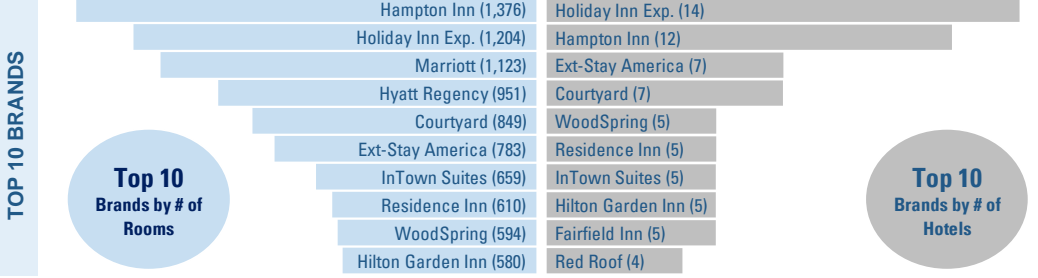 TOP 10 BRANDS
Hampton Inn (1,376)
Holiday Inn Exp. (1,204)
Marriott (1,123)
Hyatt Regency (951)
Courtyard (849)
Ext-Stay America (783)
InTown Suites (659)
Residence Inn (610)
WoodSpring (594)
Hilton Garden Inn (580)
Top 10
Brands by # of
Rooms
Holiday Inn Exp. (14)
Hampton Inn (12)
Ext-Stay America (7)
Courtyard (7)
WoodSpring (5)
Residence Inn (5)
InTown Suites (5)
Hilton Garden Inn (5)
Fairfield Inn (5)
Red Roof (4)
Top 10
Brands by # of
Hotels